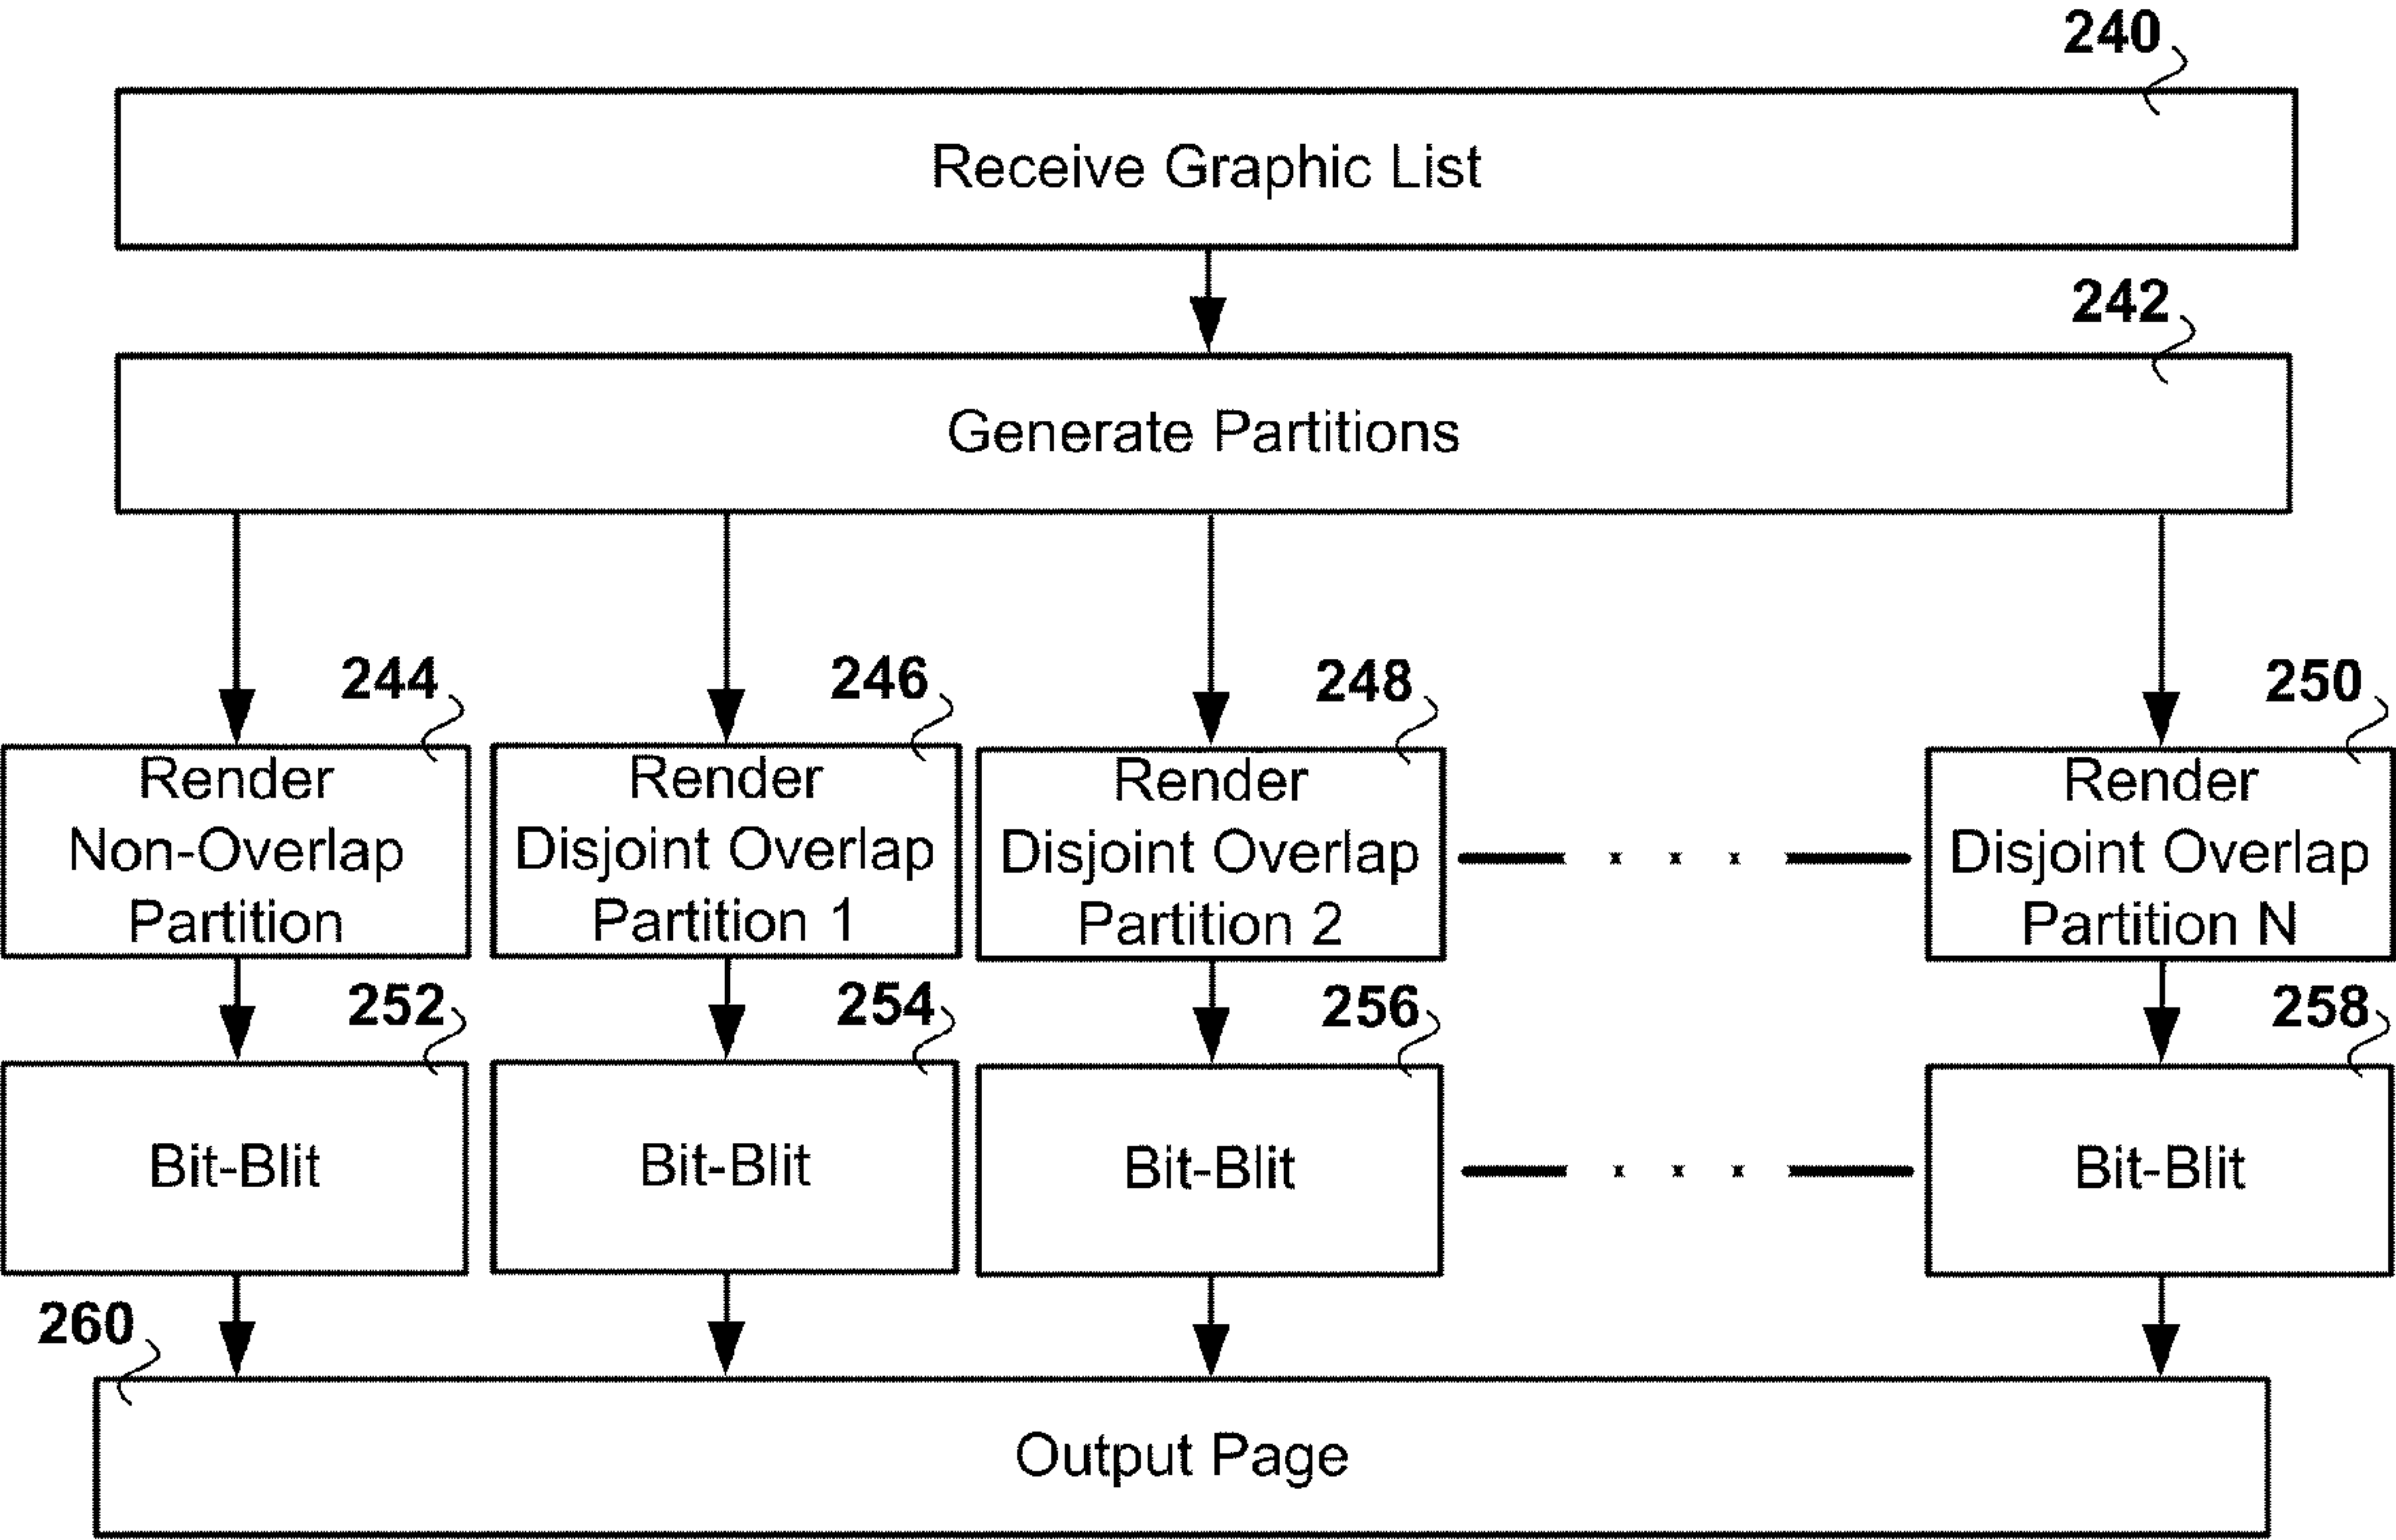 240
Receive Graphic List
242
Generate Partitions
244
246
248
250
Render
Non-Overlap
Partition
Render
Disjoint Overlap
Partition 1
Render
Disjoint Overlap
Partition 2
Render
Disjoint Overlap
Partition N
252
254
256
258
Bit-Blit
Bit-Blit
Bit-Blit
Bit-Blit
260
Output Page